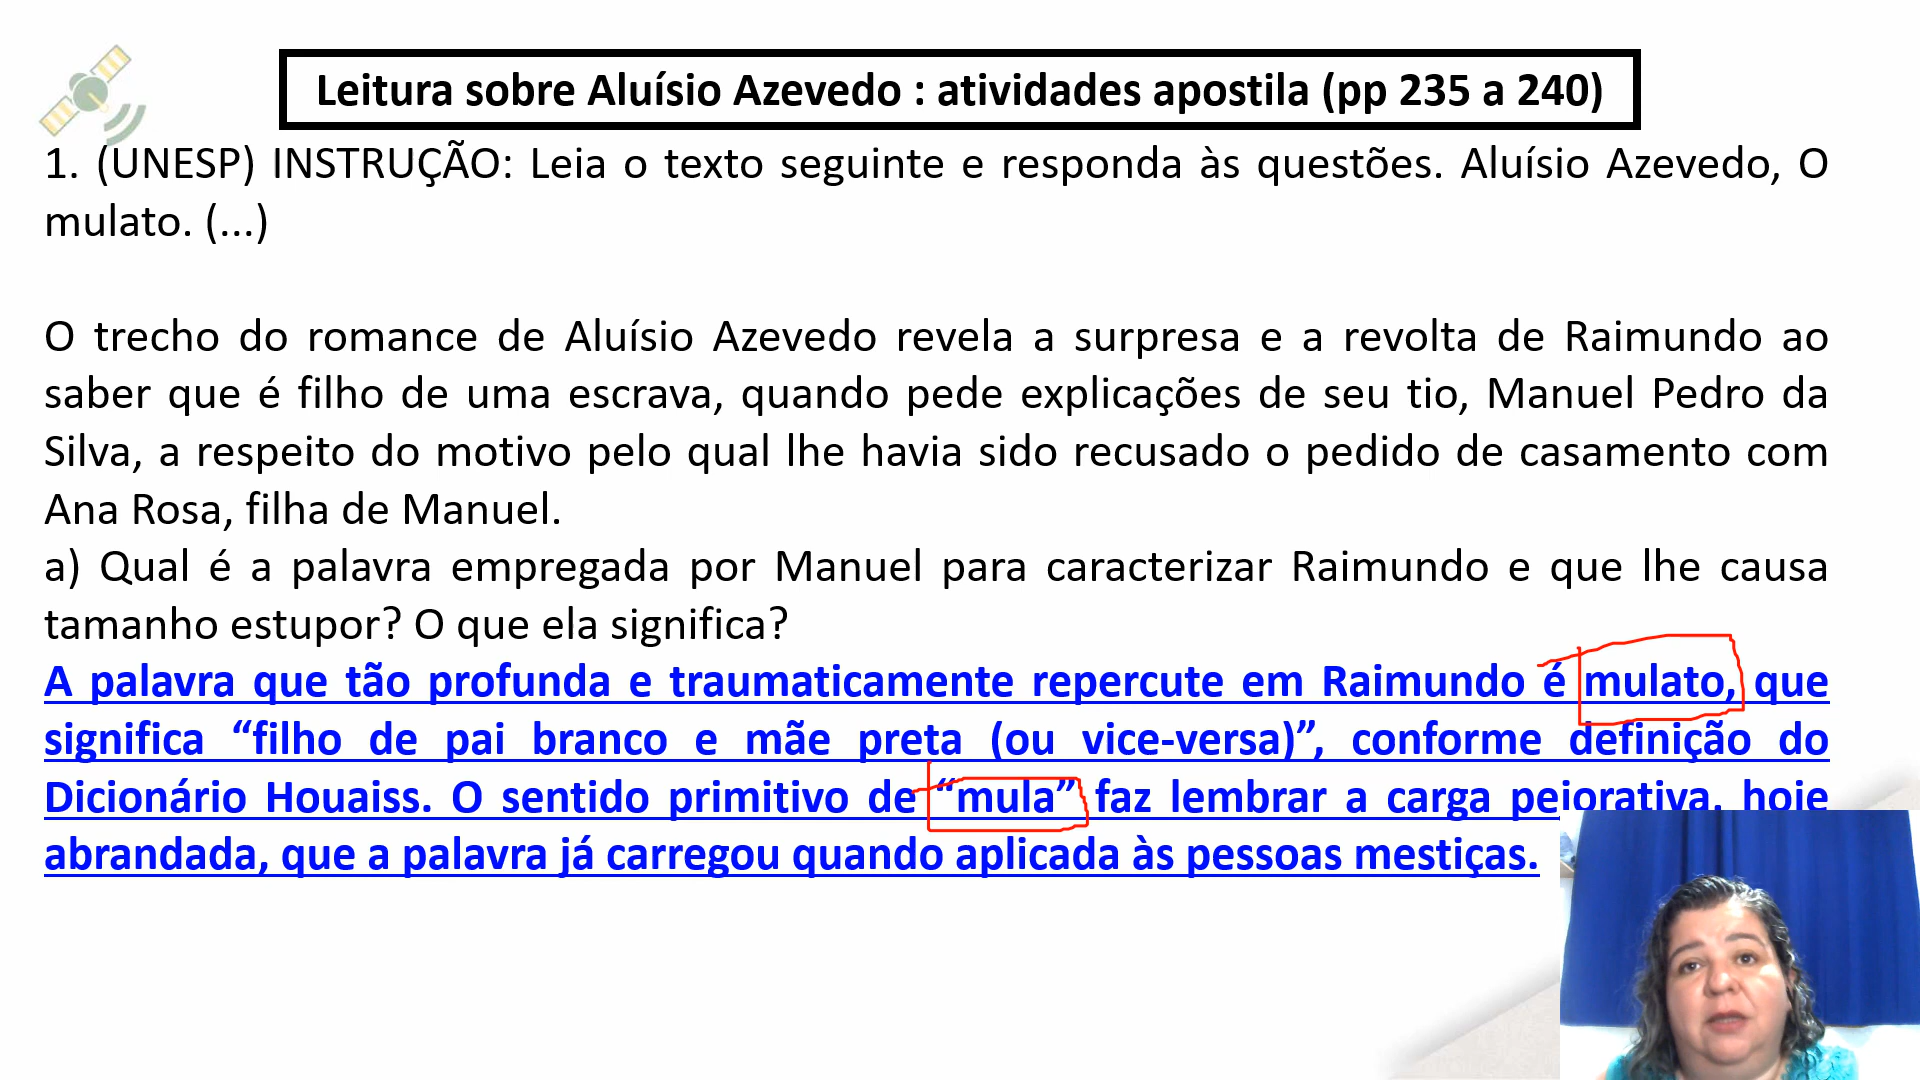 Leitura sobre Aluísio Azevedo : atividades apostila (pp 235 a 240)
1. (UNESP) INSTRUÇÃO: Leia o texto seguinte e responda às questões. Aluísio Azevedo, O
mulato. (...)
O trecho do romance de Aluísio Azevedo revela a surpresa e a revolta de Raimundo ao
saber que é filho de uma escrava, quando pede explicações de seu tio, Manuel Pedro da
Silva, a respeito do motivo pelo qual lhe havia sido recusado o pedido de casamento com
Ana Rosa, filha de Manuel.
a) Qual é a palavra empregada por Manuel para caracterizar Raimundo e que lhe causa
tamanho estupor? O que ela significa?
A palavra que tão profunda e traumaticamente repercute em Raimundo é mulato, que
significa “filho de pai branco e mãe preta (ou vice-versa)”, conforme definição do
Dicionário Houaiss. O sentido primitivo de “mula” faz lembrar a carga pejorativa, hoje
abrandada, que a palavra já carregou quando aplicada às pessoas mestiças.